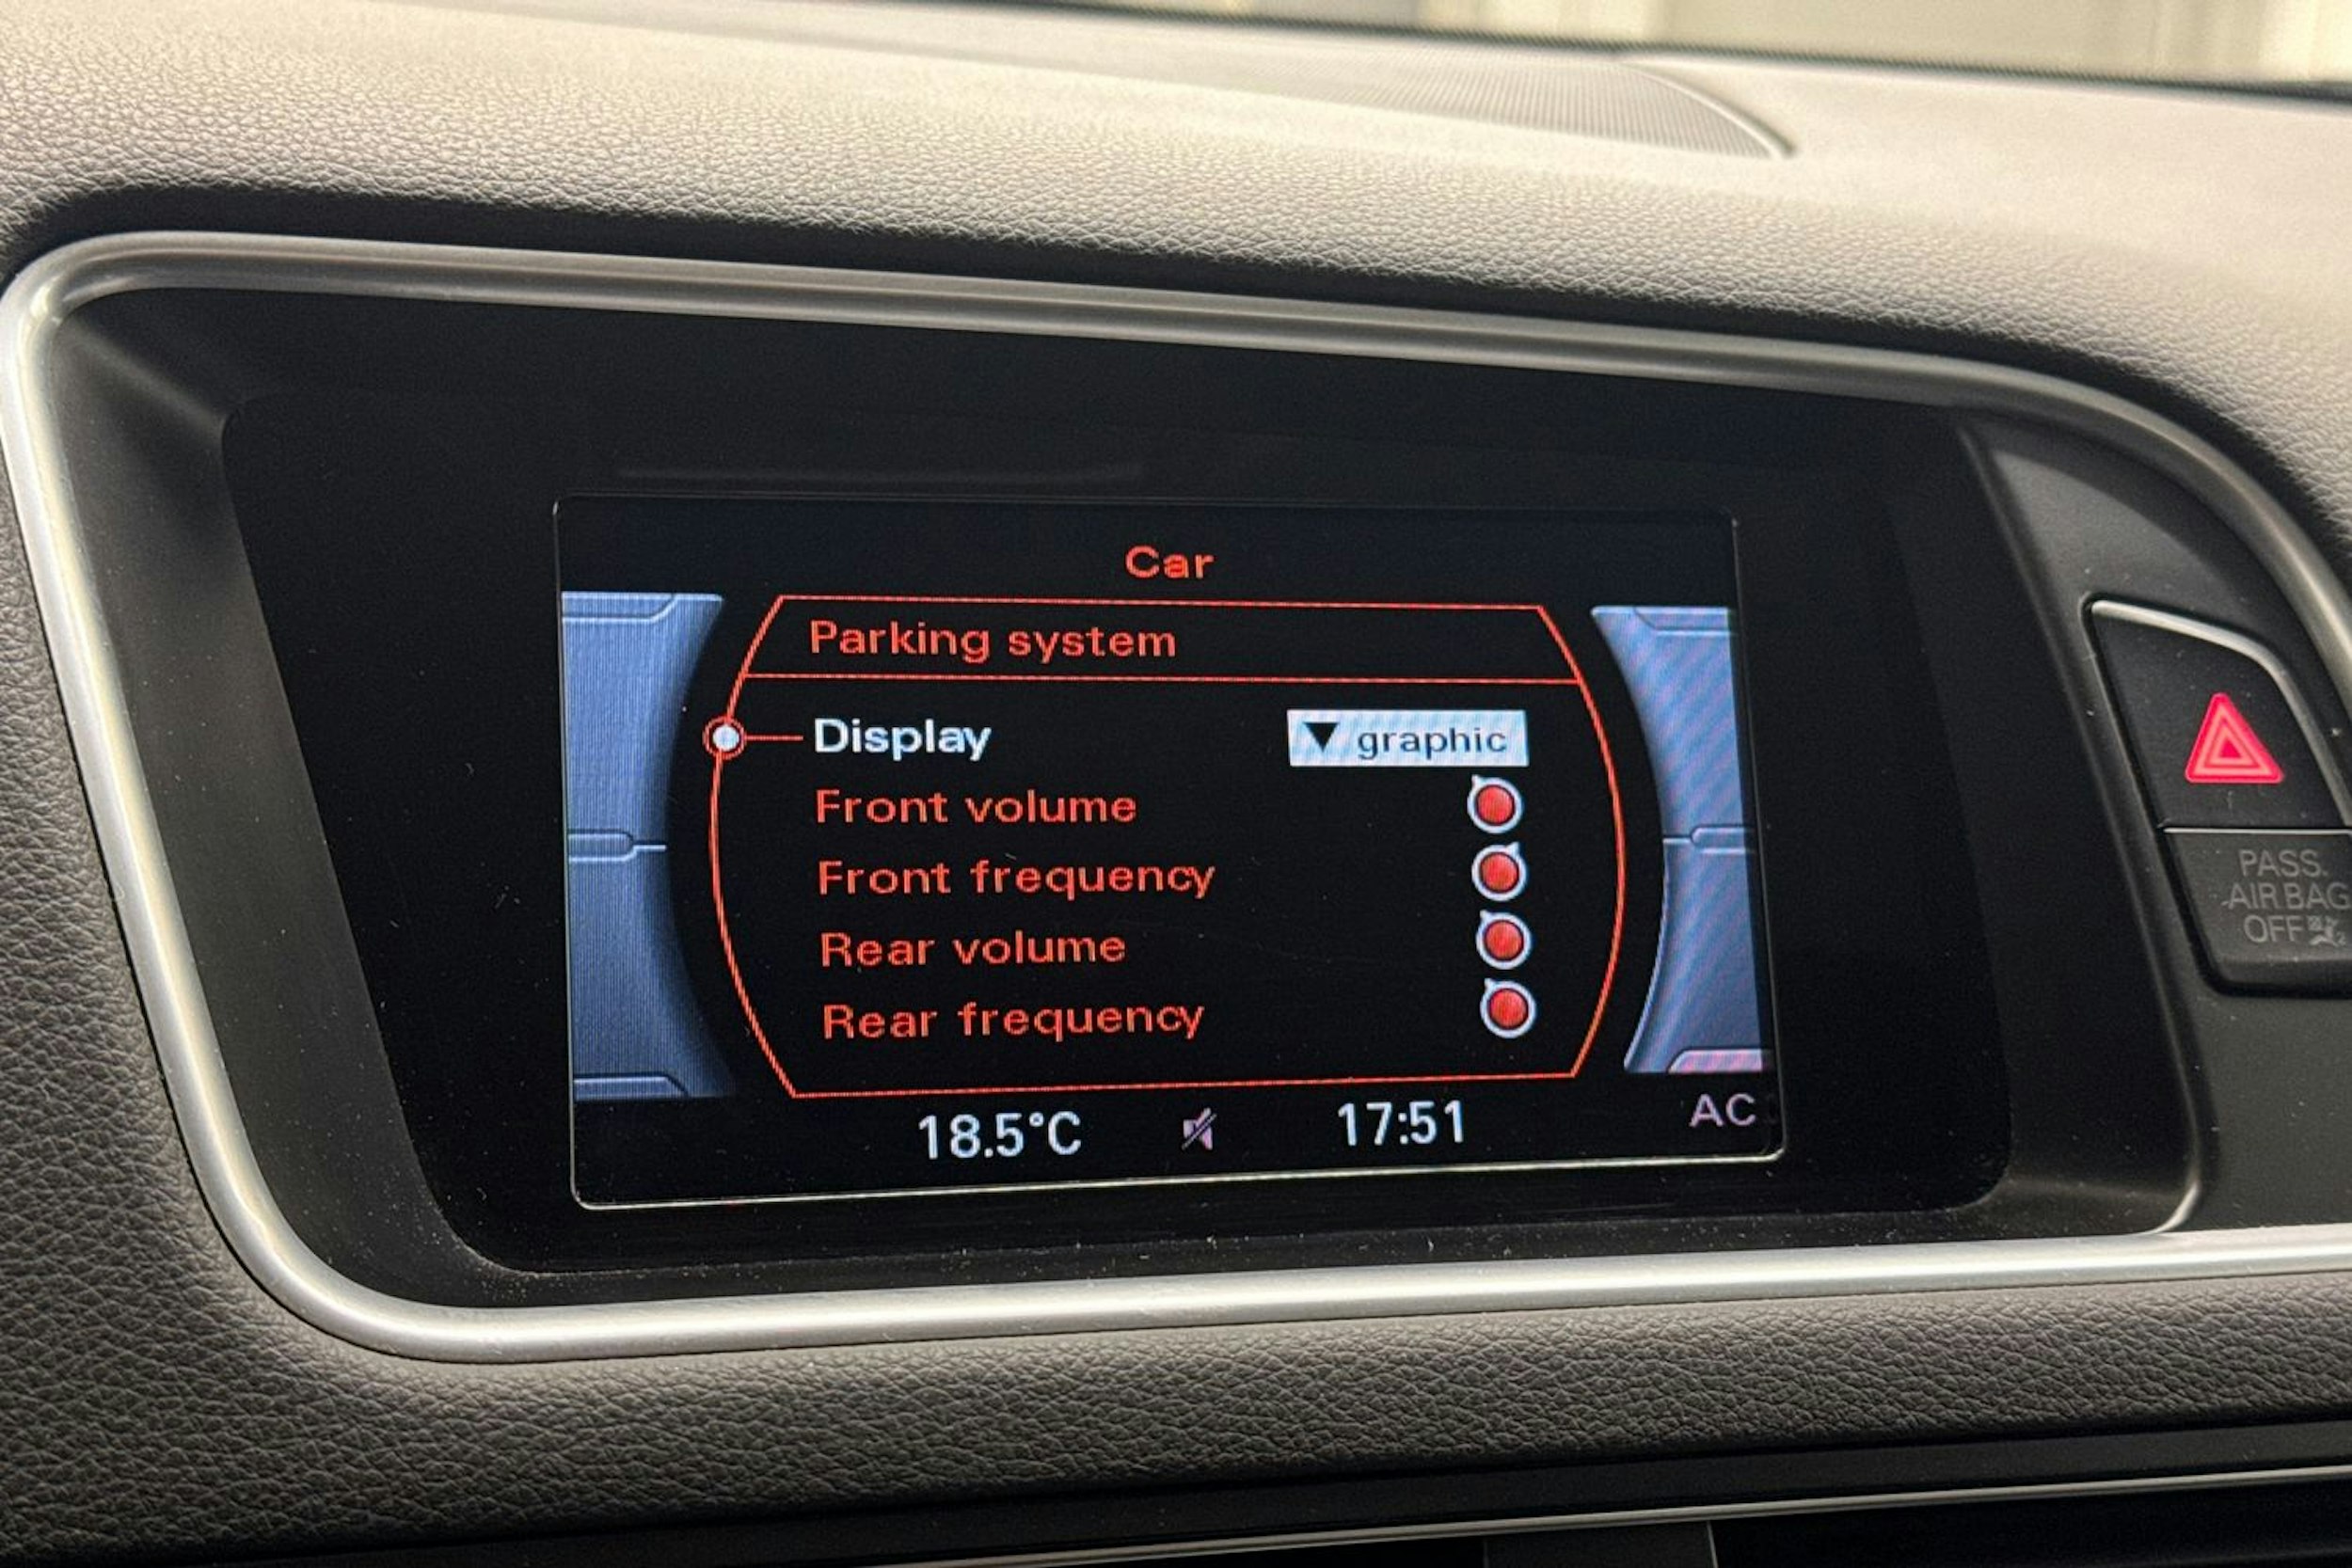 Car
Parking system
Display graphic
Front volume
Front frequency
Rear volume
Rear frequency
18.5°C 17:51 AC
PASS.
AIR BAG
OFF